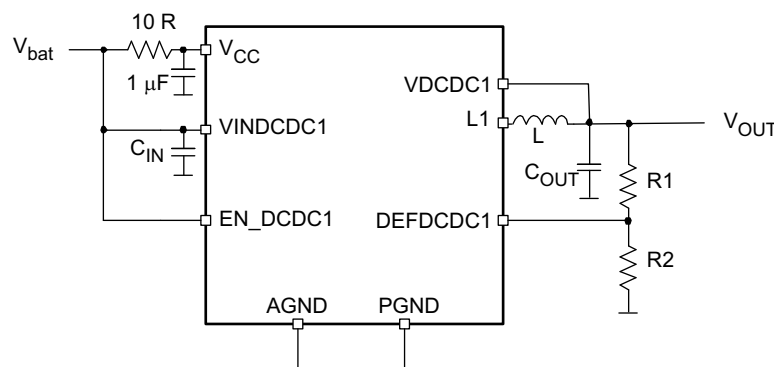 10 R
V_bat
V_CC
1 μF
VDCDC1
L1
L
V_OUT
VINDCDC1
C_IN
C_OUT
R1
EN_DCDC1
DEFDCDC1
R2
AGND
PGND